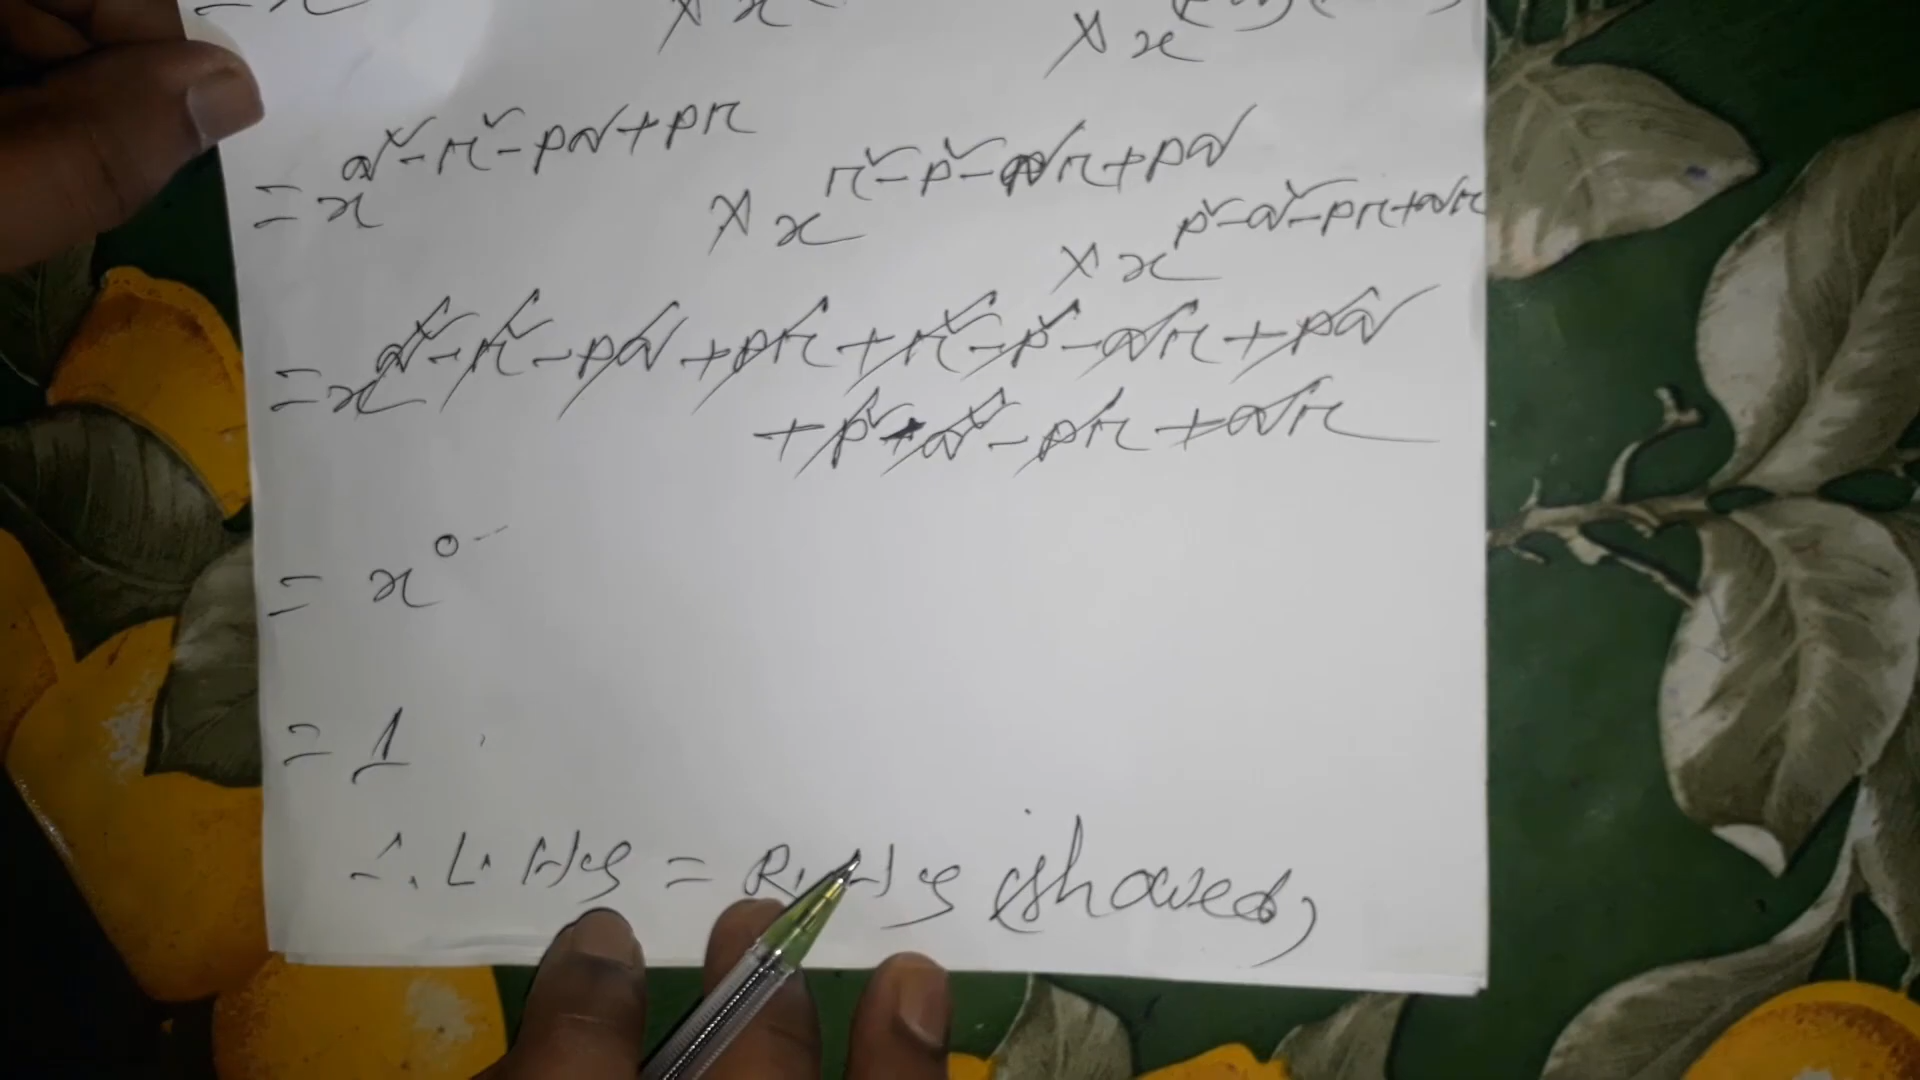 = x^{q²-r²-pq+pr} × x^{r²-p²-qr+pq} × x^{p²-q²-pr+qr}
= x^{q²-r²-pq+pr+r²-p²-qr+pq
+p²-q²-pr+qr}
= x⁰
= 1
∴ L.H.S = R.H.S (showed)